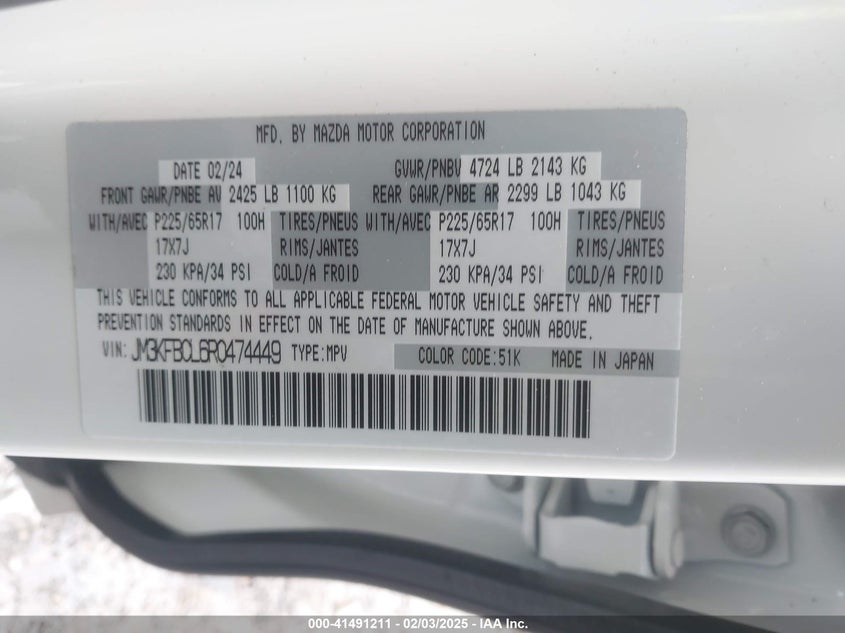 MFD. BY MAZDA MOTOR CORPORATION
DATE 02/24 GVWR/PNBV 4724 LB 2143 KG
FRONT GAWR/PNBE AV 2425 LB 1100 KG REAR GAWR/PNBE AR 2299 LB 1043 KG
WITH/AVEC P225/65R17 100H TIRES/PNEUS WITH/AVEC P225/65R17 100H TIRES/PNEUS
17X7J RIMS/JANTES 17X7J RIMS/JANTES
230 KPA/34 PSI COLD/A FROID 230 KPA/34 PSI COLD/A FROID
THIS VEHICLE CONFORMS TO ALL APPLICABLE FEDERAL MOTOR VEHICLE SAFETY AND THEFT
PREVENTION STANDARDS IN EFFECT ON THE DATE OF MANUFACTURE SHOWN ABOVE.
VIN: JM3KFBCL6R0474449 TYPE:MPV COLOR CODE:51K MADE IN JAPAN
000-41491211 - 02/03/2025 - IAAI.com